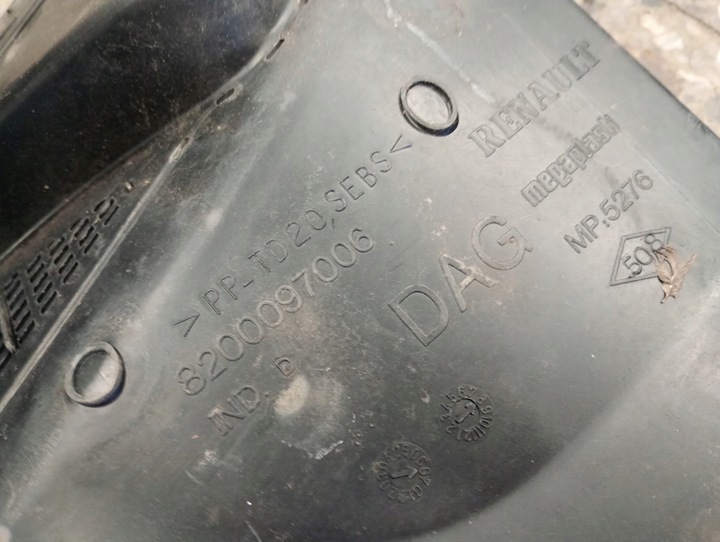 >PP-TD20,SEBS<
8200097006
IND. D
DAG
RENAULT
megaplast
MP:5276
508